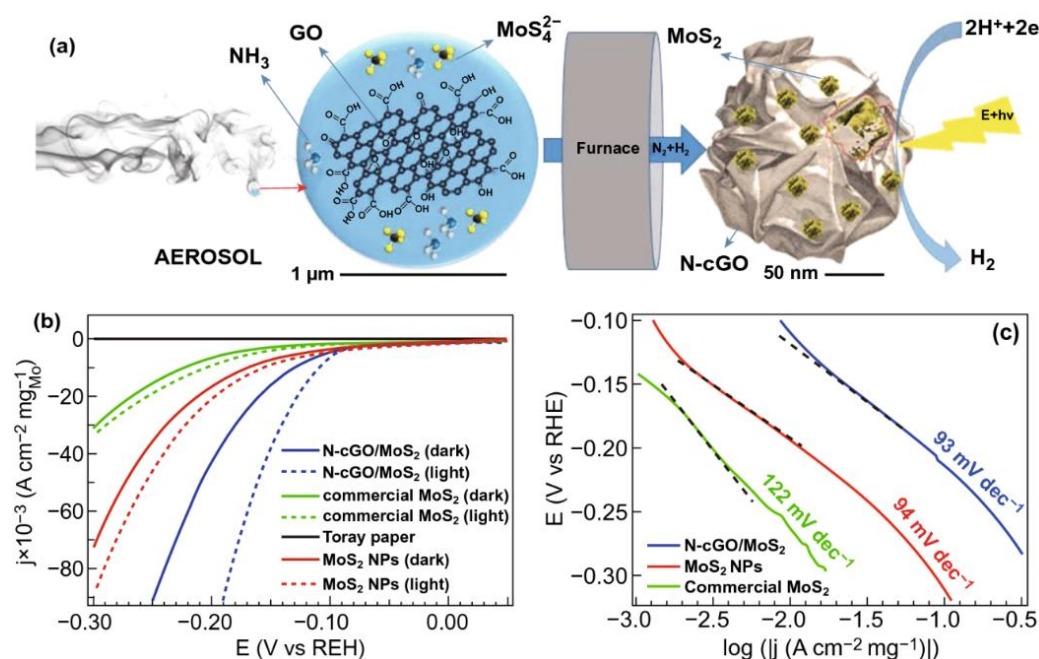 (a)
NH3
GO
MoS4^2−
MoS2
2H++2e
COOH
OH
Furnace
N2+H2
E+hν
AEROSOL
1 µm
N-cGO
50 nm
H2
(b)
j×10−3 (A cm−2 mg−1Mo)
0
−20
−40
−60
−80
N-cGO/MoS2 (dark)
N-cGO/MoS2 (light)
commercial MoS2 (dark)
commercial MoS2 (light)
Toray paper
MoS2 NPs (dark)
MoS2 NPs (light)
−0.30
−0.20
−0.10
0.00
E (V vs REH)
(c)
E (V vs RHE)
−0.10
−0.15
−0.20
−0.25
−0.30
93 mV dec−1
94 mV dec−1
122 mV dec−1
N-cGO/MoS2
MoS2 NPs
Commercial MoS2
−3.0
−2.5
−2.0
−1.5
−1.0
−0.5
log (|j (A cm−2 mg−1)|)